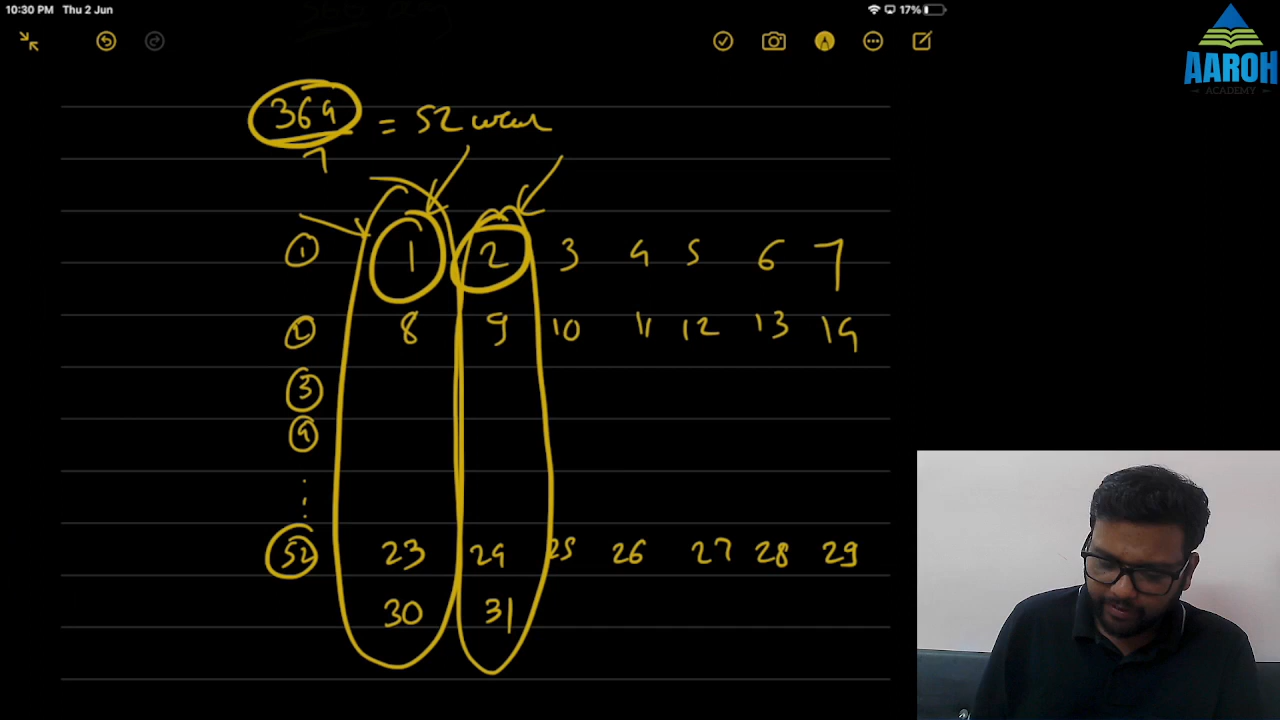 10:30 PM Thu 2 Jun
17%
AAROH
ACADEMY
364 = 52
7
1 1 2 3 4 5 6 7
2 8 9 10 11 12 13 14
3
4
52 23 24 25 26 27 28 29
30 31